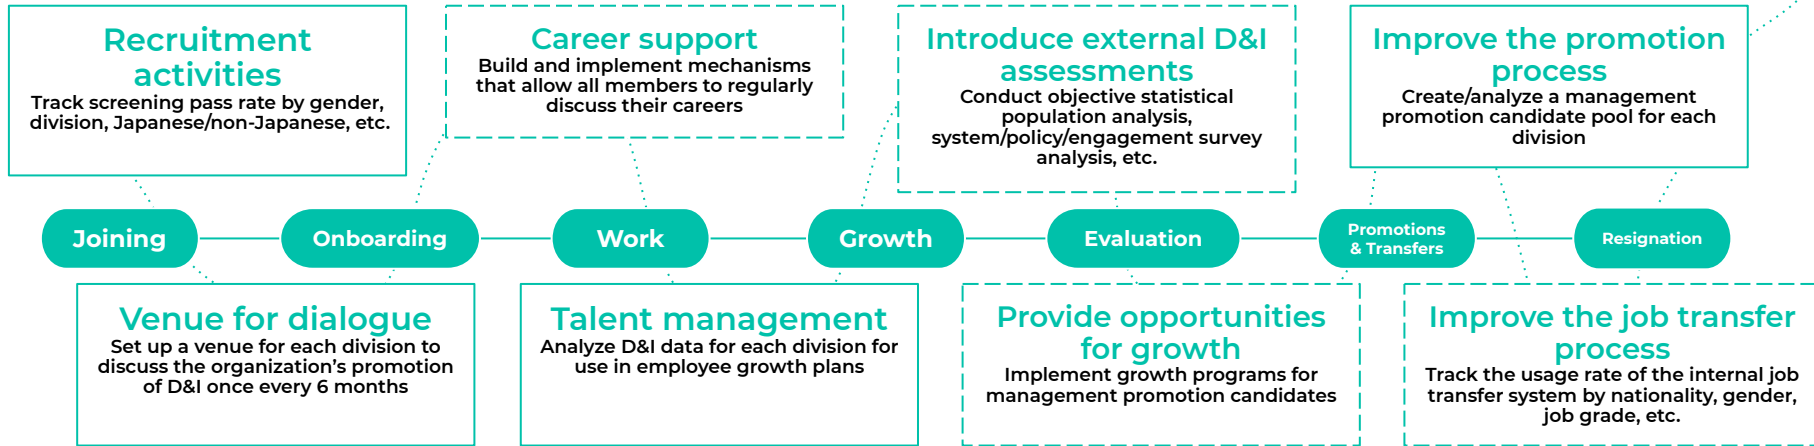 Recruitment
activities
Track screening pass rate by gender,
division, Japanese/non-Japanese, etc.
Career support
Build and implement mechanisms
that allow all members to regularly
discuss their careers
Introduce external D&I
assessments
Conduct objective statistical
population analysis,
system/policy/engagement survey
analysis, etc.
Improve the promotion
process
Create/analyze a management
promotion candidate pool for each
division
Joining
Onboarding
Work
Growth
Evaluation
Promotions
& Transfers
Resignation
Venue for dialogue
Set up a venue for each division to
discuss the organization’s promotion
of D&I once every 6 months
Talent management
Analyze D&I data for each division for
use in employee growth plans
Provide opportunities
for growth
Implement growth programs for
management promotion candidates
Improve the job transfer
process
Track the usage rate of the internal job
transfer system by nationality, gender,
job grade, etc.